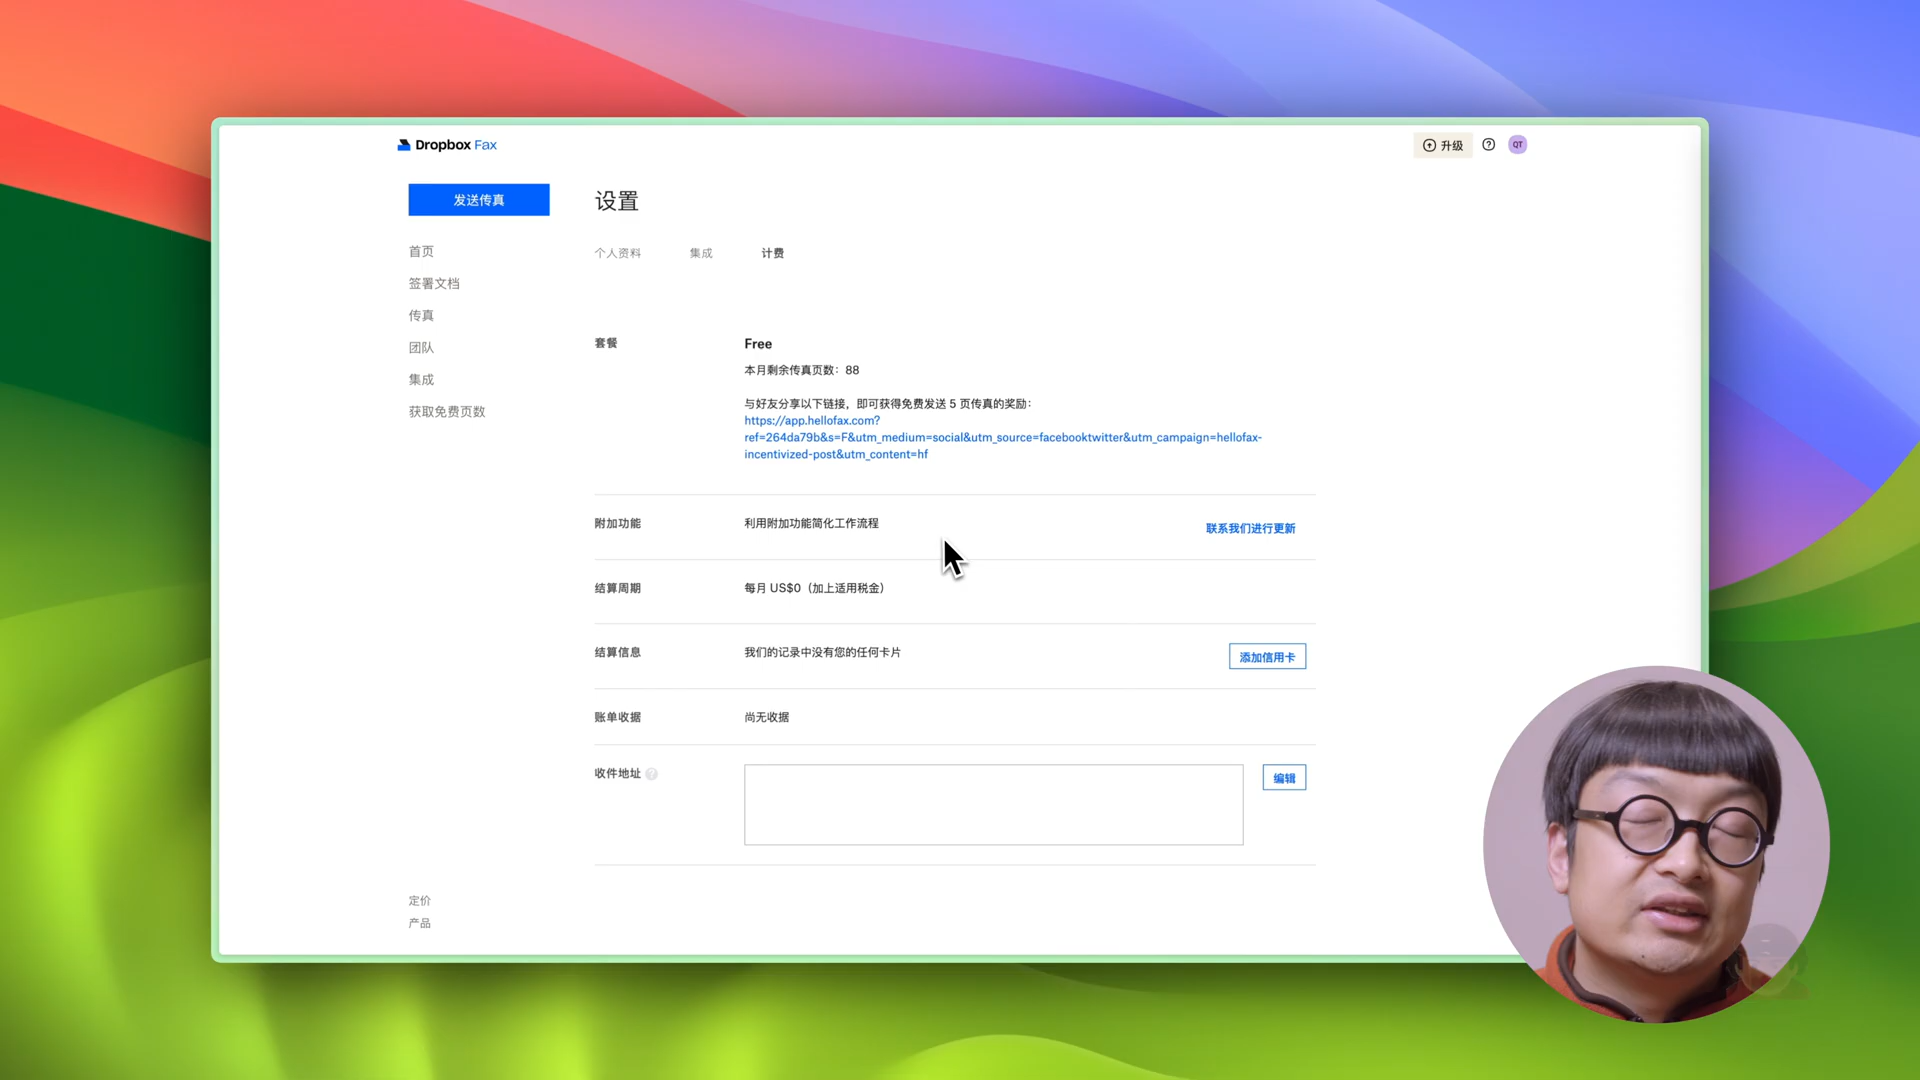 Dropbox Fax
升级
QT
发送传真
首页
签署文档
传真
团队
集成
获取免费页数
设置
个人资料 集成 计费
套餐
Free
本月剩余传真页数：88
与好友分享以下链接，即可获得免费发送 5 页传真的奖励：
https://app.hellofax.com?
ref=264da79b&s=F&utm_medium=social&utm_source=facebooktwitter&utm_campaign=hellofax-
incentivized-post&utm_content=hf
附加功能
利用附加功能简化工作流程
联系我们进行更新
结算周期
每月 US$0（加上适用税金）
结算信息
我们的记录中没有您的任何卡片
添加信用卡
账单收据
尚无收据
收件地址
编辑
定价
产品